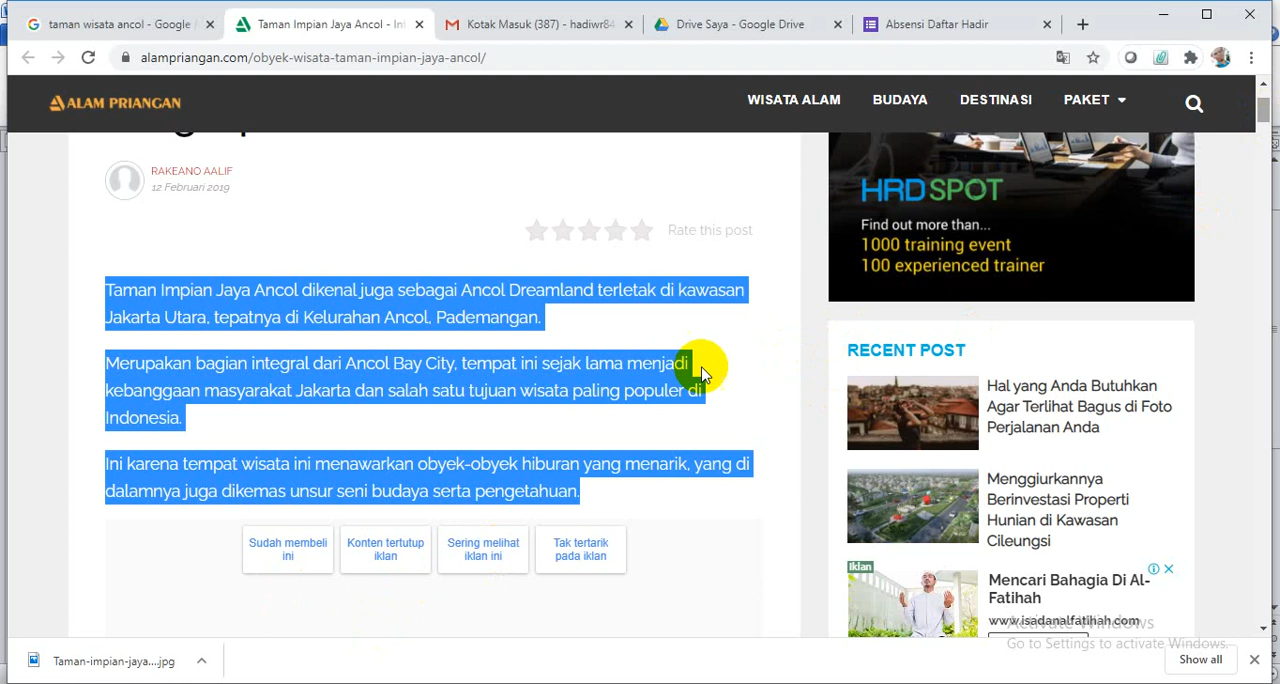 taman wisata ancol - Google
Taman Impian Jaya Ancol - In
Kotak Masuk (387) - hadiwr84
Drive Saya - Google Drive
Absensi Daftar Hadir
alampriangan.com/obyek-wisata-taman-impian-jaya-ancol/
ALAM PRIANGAN
WISATA ALAM
BUDAYA
DESTINASI
PAKET
RAKEANO AALIF
12 Februari 2019
Rate this post
Taman Impian Jaya Ancol dikenal juga sebagai Ancol Dreamland terletak di kawasan
Jakarta Utara, tepatnya di Kelurahan Ancol, Pademangan.
Merupakan bagian integral dari Ancol Bay City, tempat ini sejak lama menjadi
kebanggaan masyarakat Jakarta dan salah satu tujuan wisata paling populer di
Indonesia.
Ini karena tempat wisata ini menawarkan obyek-obyek hiburan yang menarik, yang di
dalamnya juga dikemas unsur seni budaya serta pengetahuan.
Sudah membeli
ini
Konten tertutup
iklan
Sering melihat
iklan ini
Tak tertarik
pada iklan
HRDSPOT
Find out more than...
1000 training event
100 experienced trainer
RECENT POST
Hal yang Anda Butuhkan
Agar Terlihat Bagus di Foto
Perjalanan Anda
Menggiurkannya
Berinvestasi Properti
Hunian di Kawasan
Cileungsi
Iklan
Mencari Bahagia Di Al-
Fatihah
www.isadanalfatihah.com
Activate Windows
Go to Settings to activate Windows.
Taman-impian-jaya....jpg
Show all